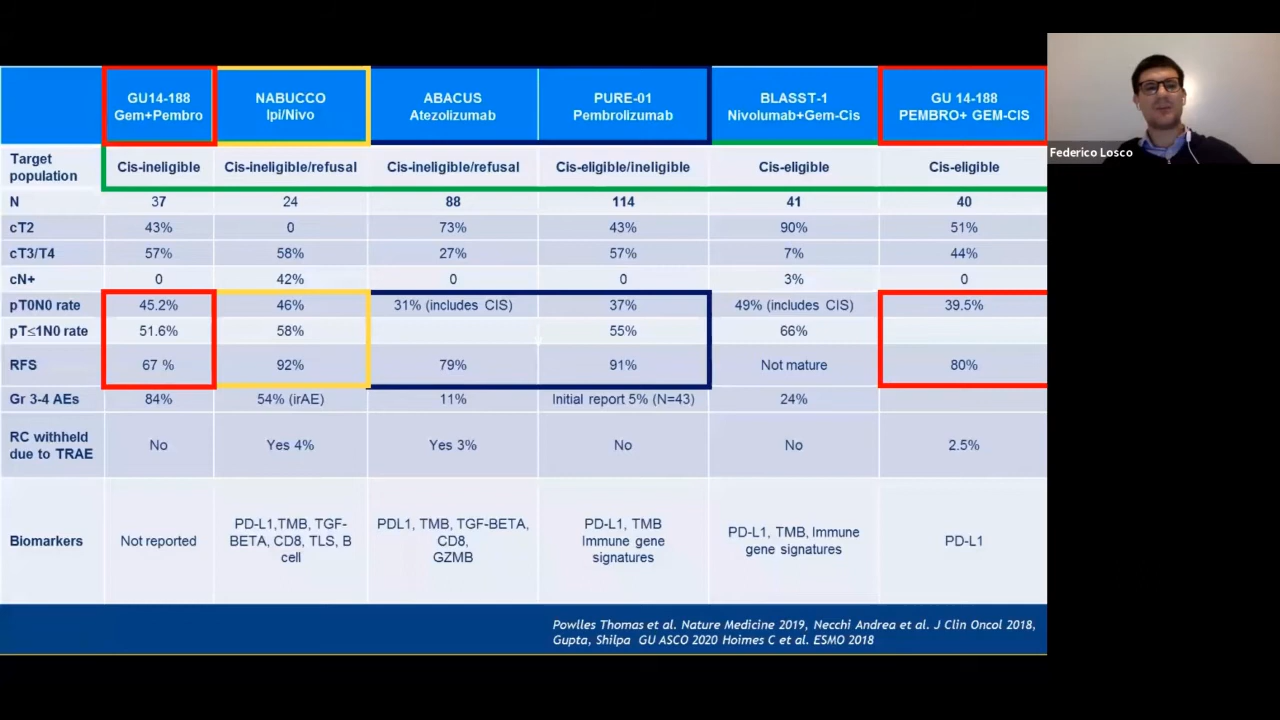 GU14-188 Gem+Pembro NABUCCO Ipi/Nivo ABACUS Atezolizumab PURE-01 Pembrolizumab BLASST-1 Nivolumab+Gem-Cis GU 14-188 PEMBRO+ GEM-CIS
Federico Losco
Target population Cis-ineligible Cis-ineligible/refusal Cis-ineligible/refusal Cis-eligible/ineligible Cis-eligible Cis-eligible
N 37 24 88 114 41 40
cT2 43% 0 73% 43% 90% 51%
cT3/T4 57% 58% 27% 57% 7% 44%
cN+ 0 42% 0 0 3% 0
pT0N0 rate 45.2% 46% 31% (includes CIS) 37% 49% (includes CIS) 39.5%
pT≤1N0 rate 51.6% 58% 55% 66%
RFS 67 % 92% 79% 91% Not mature 80%
Gr 3-4 AEs 84% 54% (irAE) 11% Initial report 5% (N=43) 24%
RC withheld due to TRAE No Yes 4% Yes 3% No No 2.5%
Biomarkers Not reported PD-L1,TMB, TGF-BETA, CD8, TLS, B cell PDL1, TMB, TGF-BETA, CD8, GZMB PD-L1, TMB Immune gene signatures PD-L1, TMB, Immune gene signatures PD-L1
Powlles Thomas et al. Nature Medicine 2019, Necchi Andrea et al. J Clin Oncol 2018,
Gupta, Shilpa GU ASCO 2020 Hoimes C et al. ESMO 2018